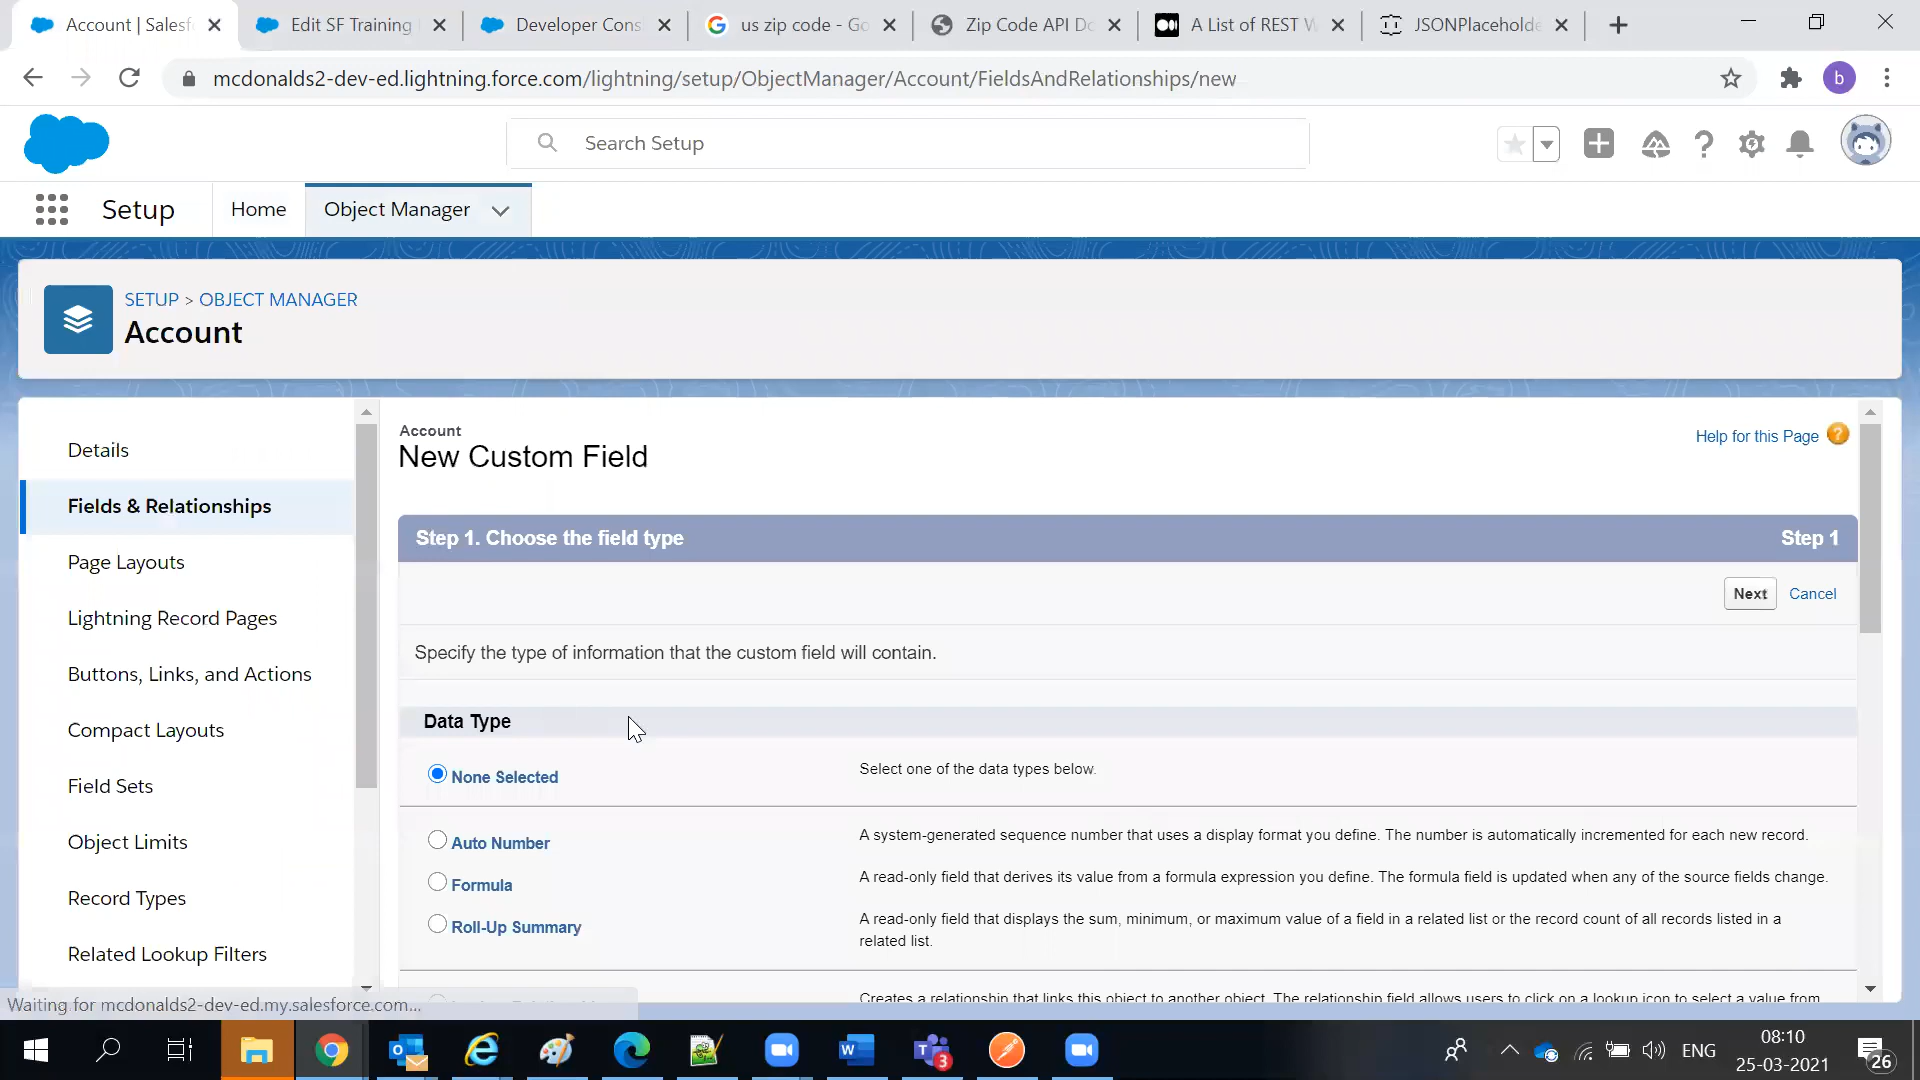 Account | Salesf
Edit SF Training
Developer Cons
us zip code - Go
Zip Code API Do
A List of REST W
JSONPlaceholde
mcdonalds2-dev-ed.lightning.force.com/lightning/setup/ObjectManager/Account/FieldsAndRelationships/new
b
Search Setup
Setup
Home
Object Manager
SETUP > OBJECT MANAGER
Account
Details
Fields & Relationships
Page Layouts
Lightning Record Pages
Buttons, Links, and Actions
Compact Layouts
Field Sets
Object Limits
Record Types
Related Lookup Filters
Account
New Custom Field
Help for this Page
Step 1. Choose the field type
Step 1
Next
Cancel
Specify the type of information that the custom field will contain.
Data Type
None Selected
Select one of the data types below.
Auto Number
A system-generated sequence number that uses a display format you define. The number is automatically incremented for each new record.
Formula
A read-only field that derives its value from a formula expression you define. The formula field is updated when any of the source fields change.
Roll-Up Summary
A read-only field that displays the sum, minimum, or maximum value of a field in a related list or the record count of all records listed in a
related list.
Creates a relationship that links this object to another object. The relationship field allows users to click on a lookup icon to select a value from
Waiting for mcdonalds2-dev-ed.my.salesforce.com...
3
ENG
08:10
25-03-2021
26